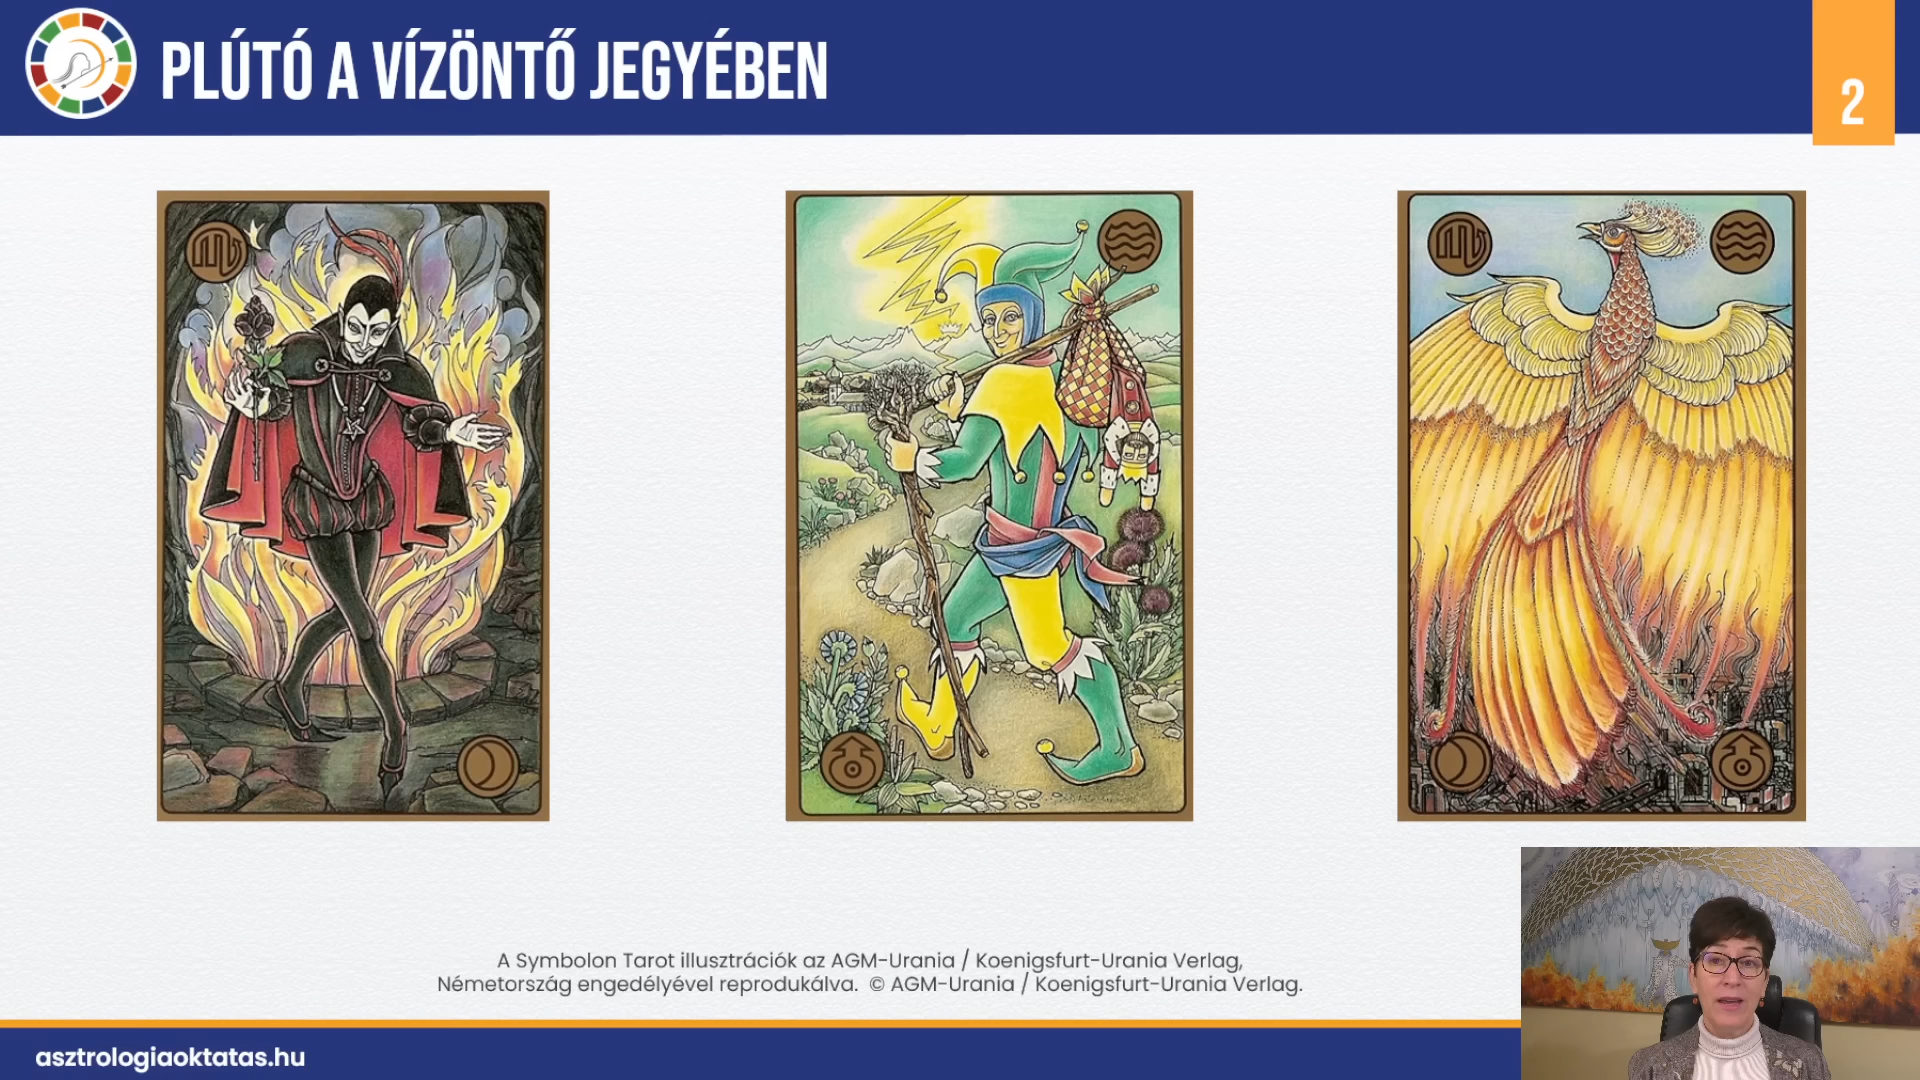 PLÚTÓ A VÍZÖNTŐ JEGYÉBEN
2
A Symbolon Tarot illusztrációk az AGM-Urania / Koenigsfurt-Urania Verlag,
Németország engedélyével reprodukálva. © AGM-Urania / Koenigsfurt-Urania Verlag.
asztrologiaoktatas.hu